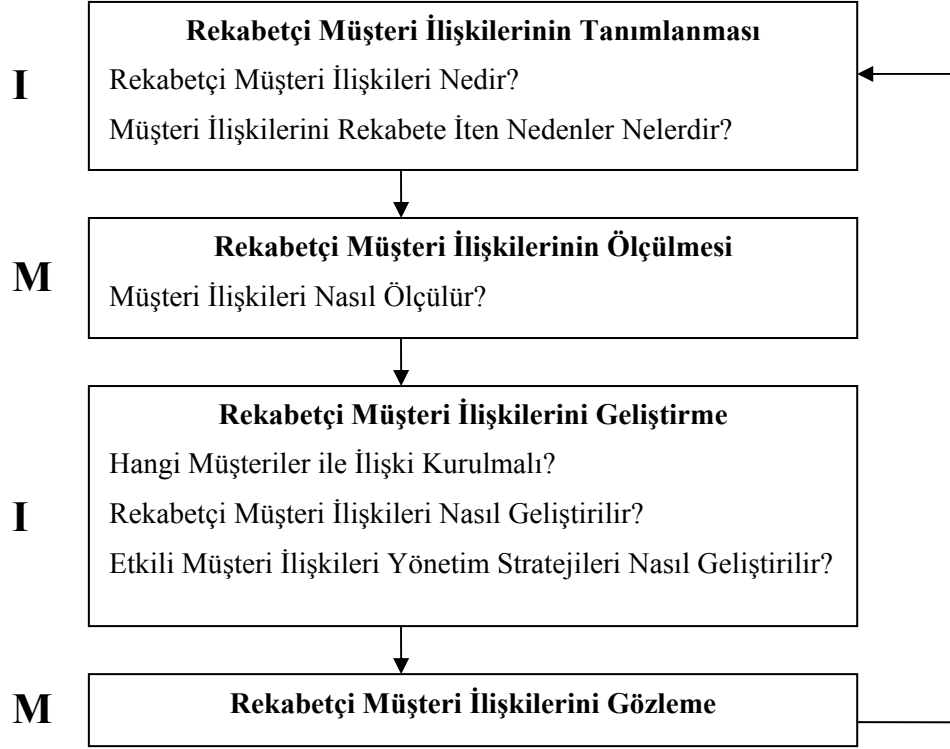 Rekabetçi Müşteri İlişkilerinin Tanımlanması
I
Rekabetçi Müşteri İlişkileri Nedir?
Müşteri İlişkilerini Rekabete İten Nedenler Nelerdir?
Rekabetçi Müşteri İlişkilerinin Ölçülmesi
M
Müşteri İlişkileri Nasıl Ölçülür?
Rekabetçi Müşteri İlişkilerini Geliştirme
Hangi Müşteriler ile İlişki Kurulmalı?
I
Rekabetçi Müşteri İlişkileri Nasıl Geliştirilir?
Etkili Müşteri İlişkileri Yönetim Stratejileri Nasıl Geliştirilir?
M
Rekabetçi Müşteri İlişkilerini Gözleme